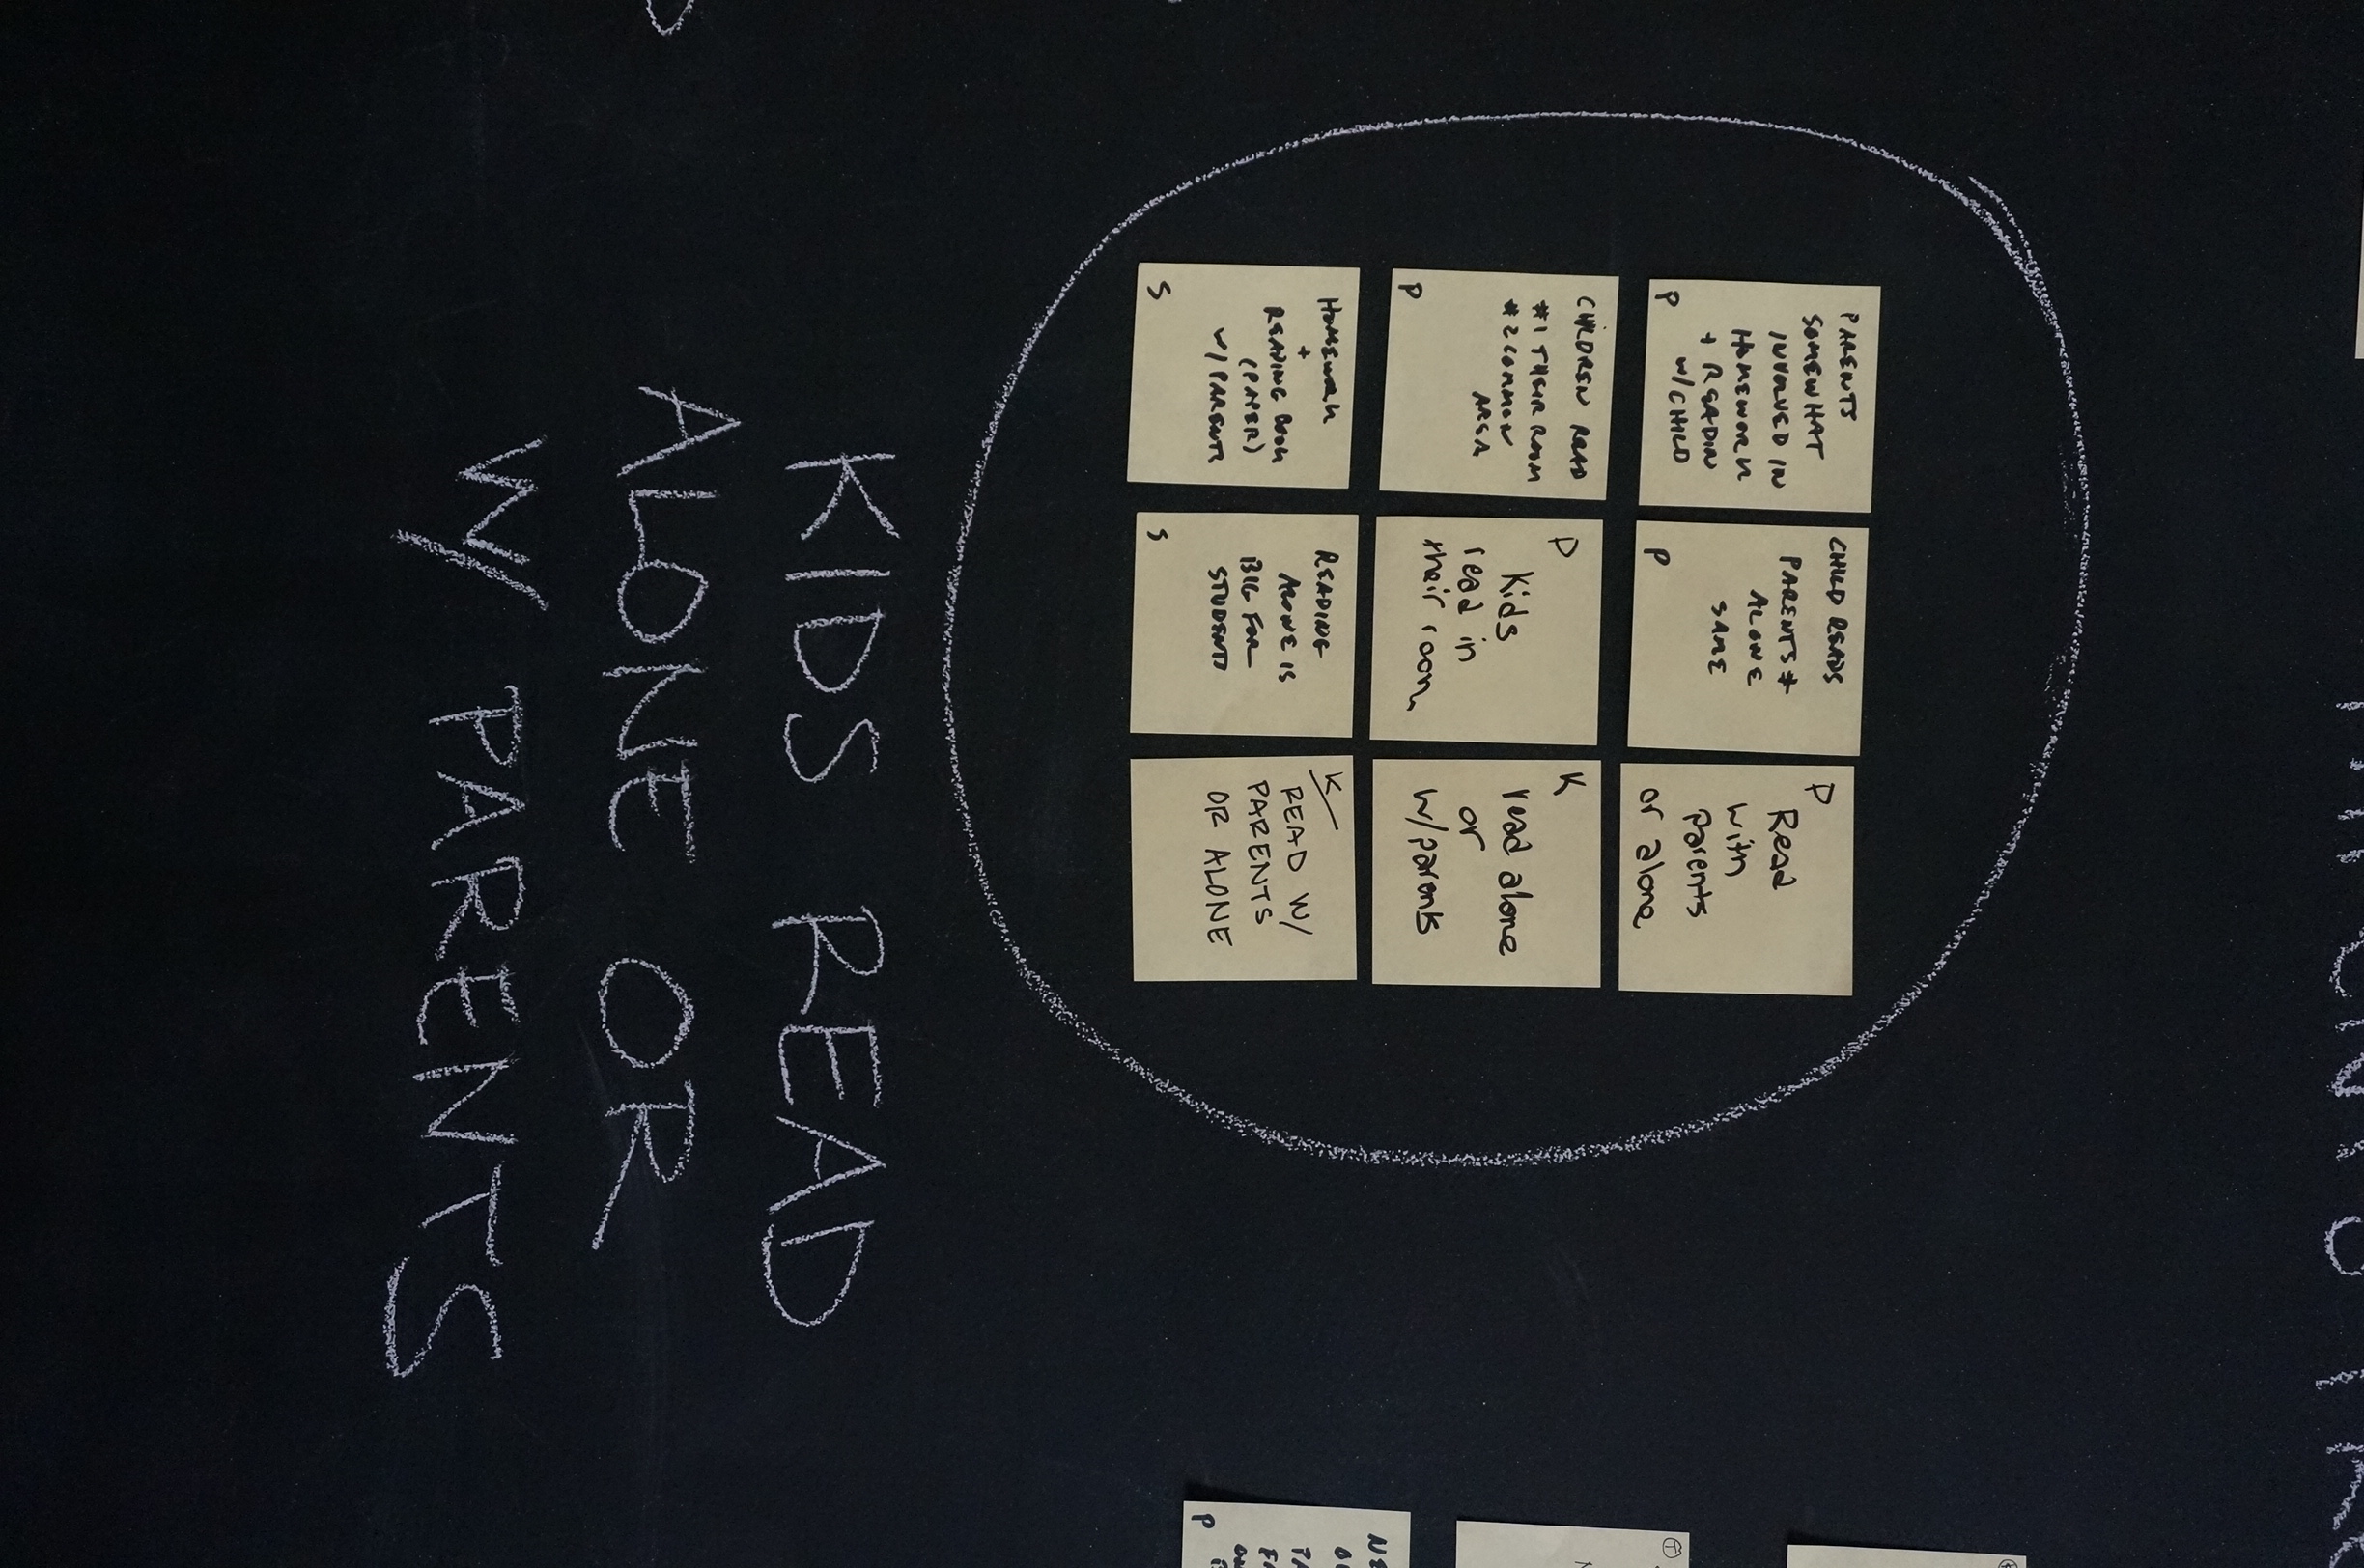 PARENTS
SOMEWHAT
INVOLVED IN
HOMEWORK
+ READIN
W/CHILD
P
CHILD READS
PARENTS +
ALONE
SAME
P
P
Read
with
Parents
or alone
CHILDREN READ
#1 THEIR ROOM
#2 COMMON
AREA
P
P
Kids
read in
their room
K
read alone
or
w/parents
HOMEWORK
+
READING BOOK
(PAPER)
W/ PARENTS
S
READING
ALONE IS
BIG FOR
STUDENTS
S
K
READ W/
PARENTS
OR ALONE
T
P
KIDS READ
ALONE OR
W/ PARENTS